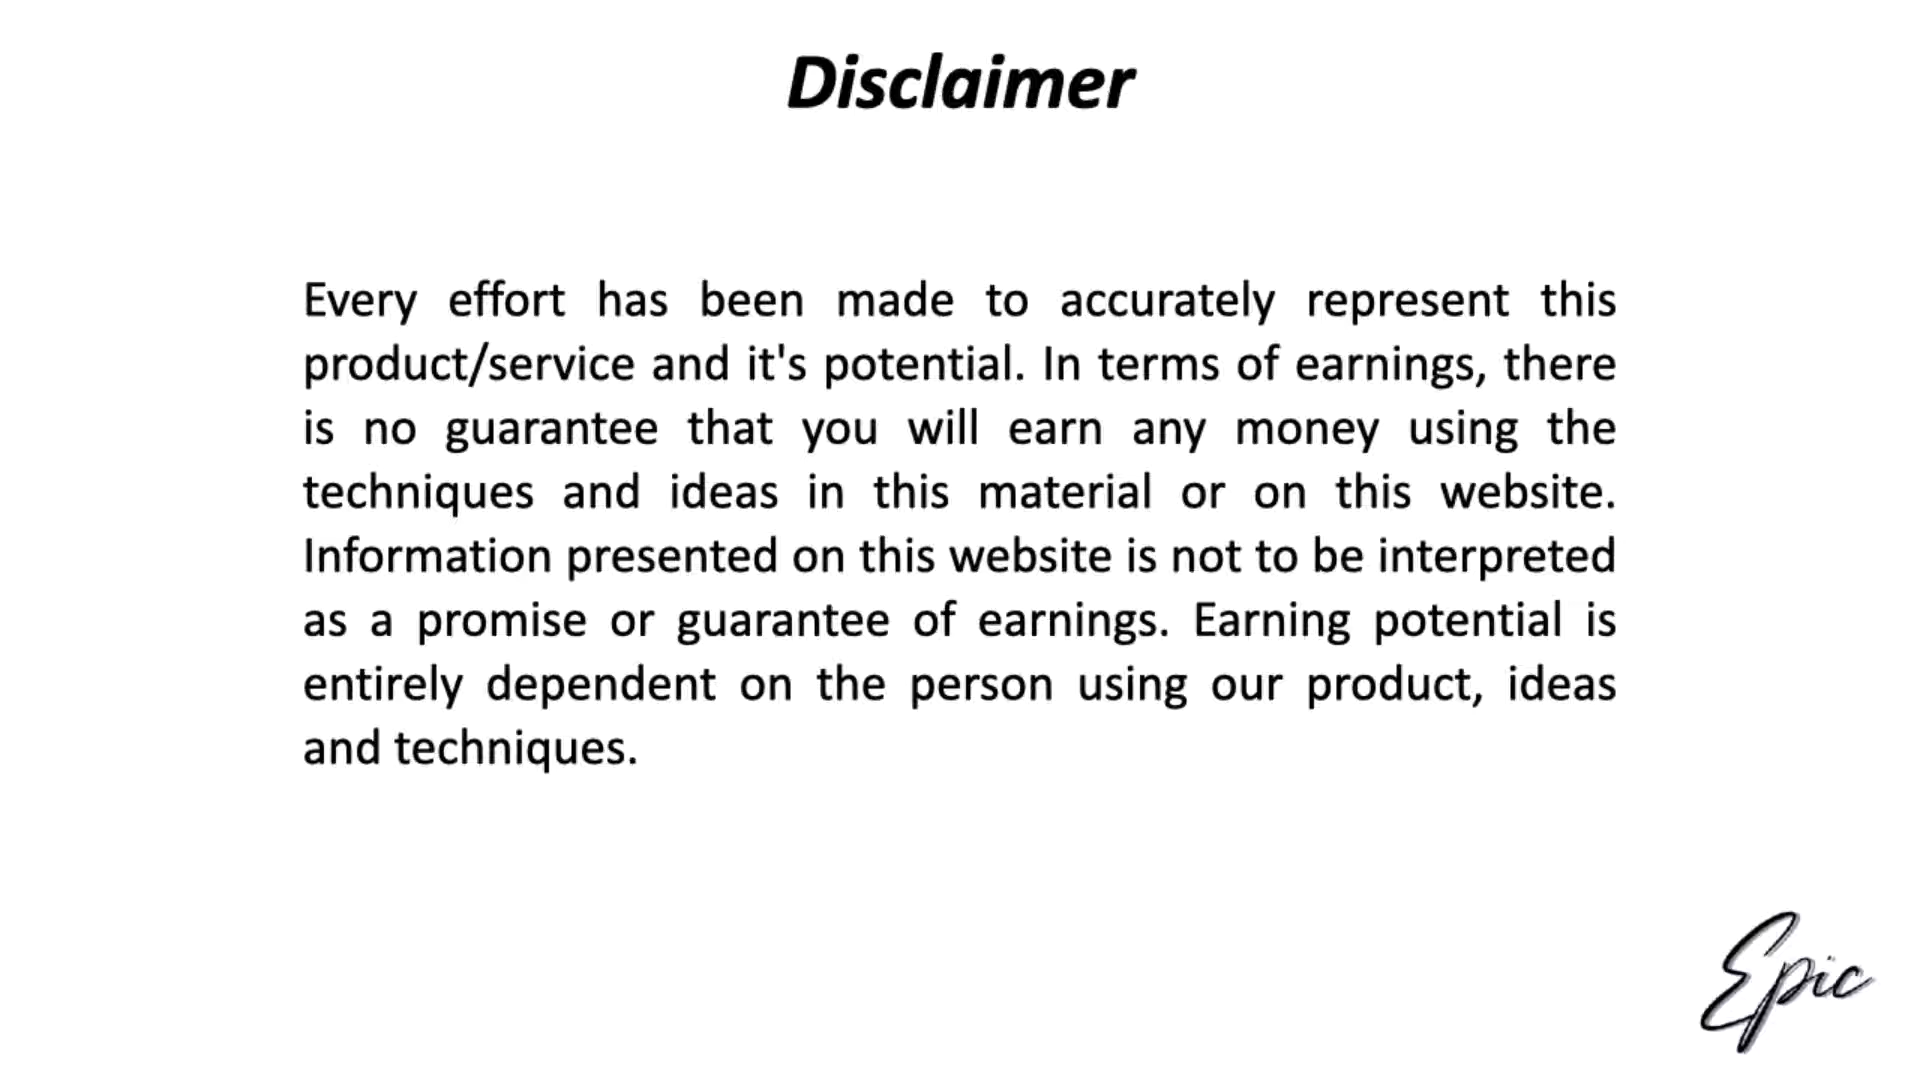 Disclaimer
Every effort has been made to accurately represent this
product/service and it's potential. In terms of earnings, there
is no guarantee that you will earn any money using the
techniques and ideas in this material or on this website.
Information presented on this website is not to be interpreted
as a promise or guarantee of earnings. Earning potential is
entirely dependent on the person using our product, ideas
and techniques.
Epic